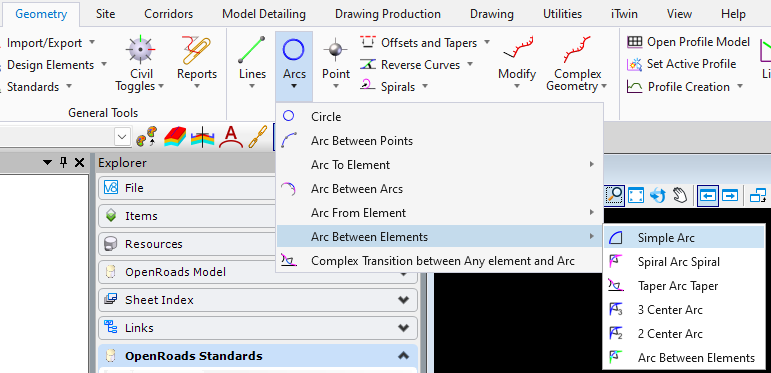 Geometry Site Corridors Model Detailing Drawing Production Drawing Utilities iTwin View Help
Import/Export
Design Elements
Standards
General Tools
Civil
Toggles
Reports
Lines
Arcs
Point
Offsets and Tapers
Reverse Curves
Spirals
Modify
Complex
Geometry
Open Profile Model
Set Active Profile
Profile Creation
Li
Circle
Arc Between Points
Arc To Element
Arc Between Arcs
Arc From Element
Arc Between Elements
Complex Transition between Any element and Arc
Simple Arc
Spiral Arc Spiral
Taper Arc Taper
3 Center Arc
2 Center Arc
Arc Between Elements
Explorer
File
Items
Resources
OpenRoads Model
Sheet Index
Links
OpenRoads Standards